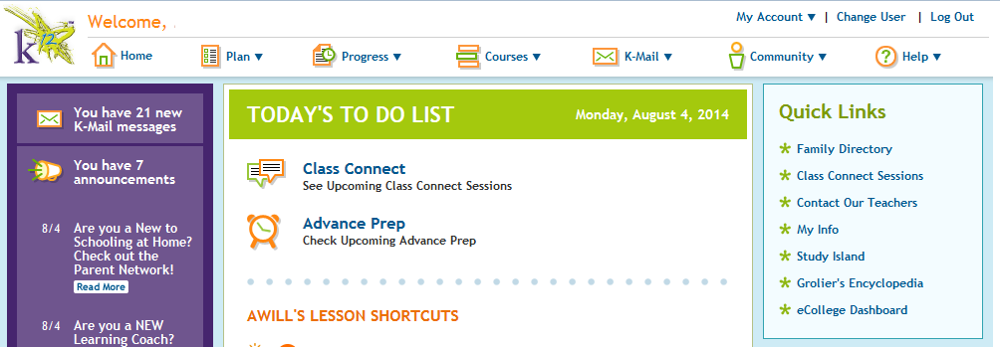 k12
Welcome,
My Account ▼ | Change User | Log Out
Home
Plan ▼
Progress ▼
Courses ▼
K-Mail ▼
Community ▼
Help ▼
You have 21 new
K-Mail messages
You have 7
announcements
8/4 Are you a New to
Schooling at Home?
Check out the
Parent Network!
Read More
8/4 Are you a NEW
Learning Coach?
TODAY'S TO DO LIST
Monday, August 4, 2014
Class Connect
See Upcoming Class Connect Sessions
Advance Prep
Check Upcoming Advance Prep
AWILL'S LESSON SHORTCUTS
Quick Links
Family Directory
Class Connect Sessions
Contact Our Teachers
My Info
Study Island
Grolier's Encyclopedia
eCollege Dashboard